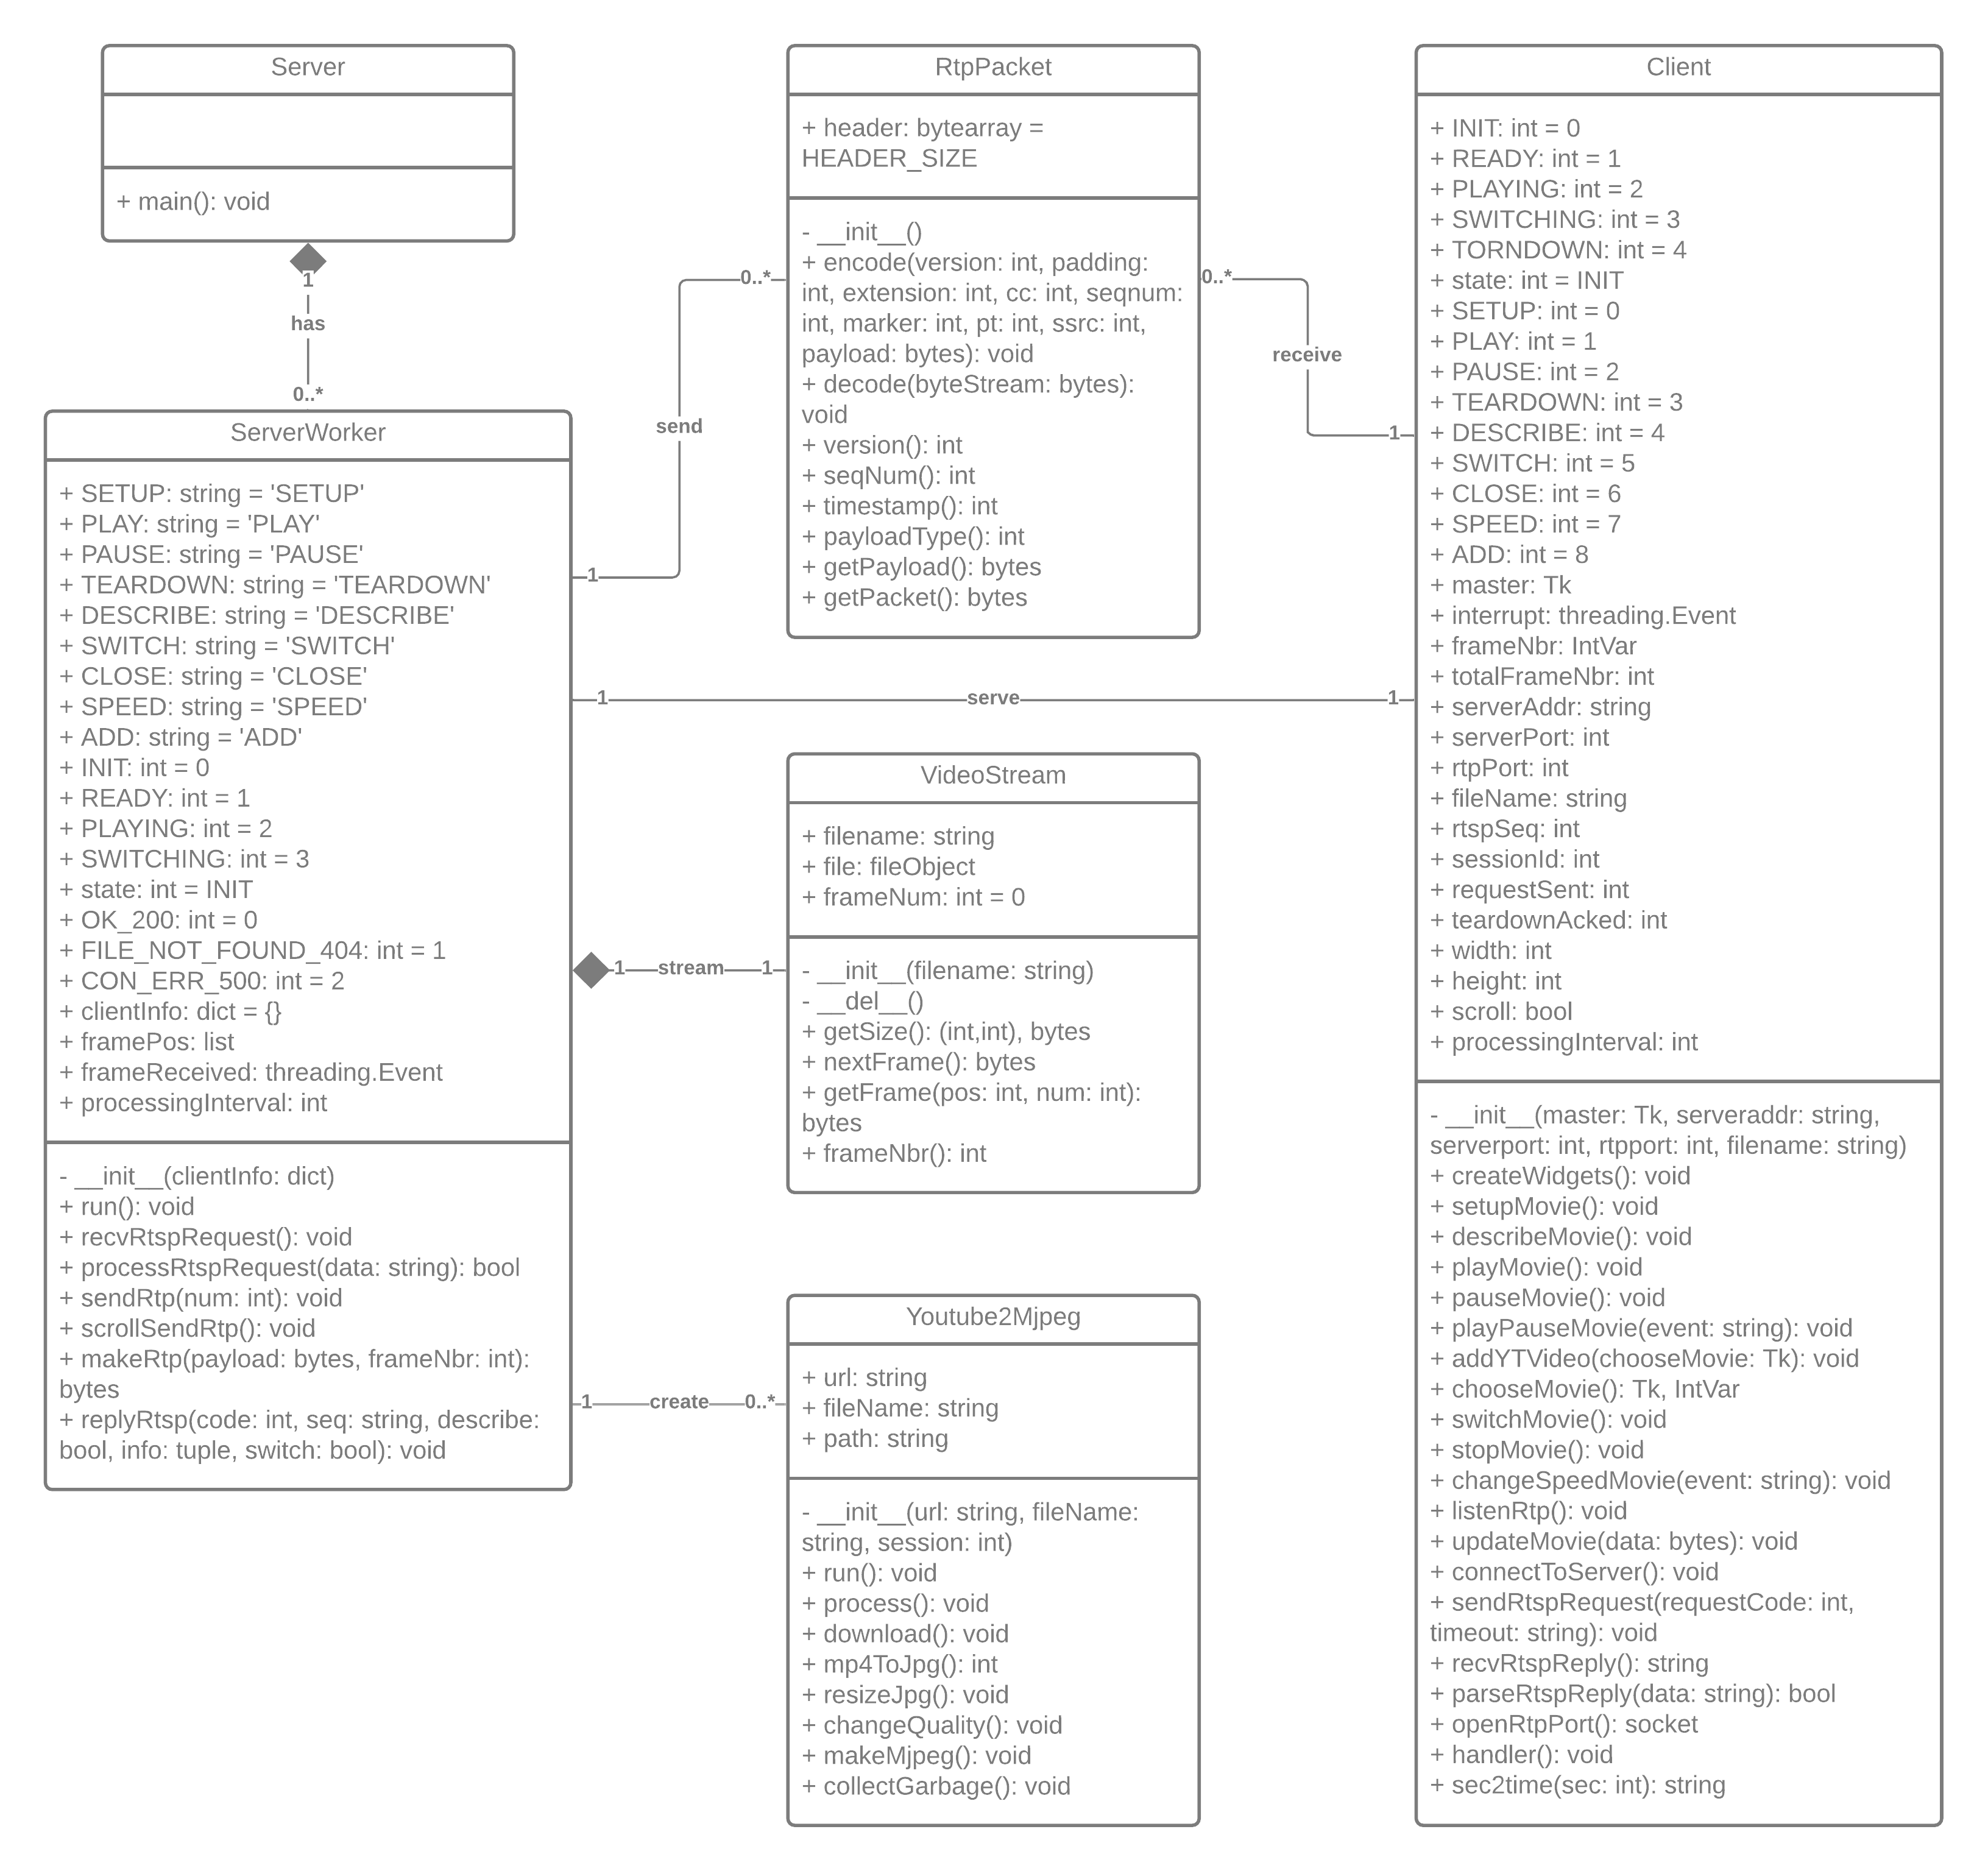 Server
+ main(): void
1
has
0..*
ServerWorker
+ SETUP: string = 'SETUP'
+ PLAY: string = 'PLAY'
+ PAUSE: string = 'PAUSE'
+ TEARDOWN: string = 'TEARDOWN'
+ DESCRIBE: string = 'DESCRIBE'
+ SWITCH: string = 'SWITCH'
+ CLOSE: string = 'CLOSE'
+ SPEED: string = 'SPEED'
+ ADD: string = 'ADD'
+ INIT: int = 0
+ READY: int = 1
+ PLAYING: int = 2
+ SWITCHING: int = 3
+ state: int = INIT
+ OK_200: int = 0
+ FILE_NOT_FOUND_404: int = 1
+ CON_ERR_500: int = 2
+ clientInfo: dict = {}
+ framePos: list
+ frameReceived: threading.Event
+ processingInterval: int
- __init__(clientInfo: dict)
+ run(): void
+ recvRtspRequest(): void
+ processRtspRequest(data: string): bool
+ sendRtp(num: int): void
+ scrollSendRtp(): void
+ makeRtp(payload: bytes, frameNbr: int):
bytes
+ replyRtsp(code: int, seq: string, describe:
bool, info: tuple, switch: bool): void
1
send
0..*
1
serve
1
1
stream
1
1
create
0..*
RtpPacket
+ header: bytearray =
HEADER_SIZE
- __init__()
+ encode(version: int, padding:
int, extension: int, cc: int, seqnum:
int, marker: int, pt: int, ssrc: int,
payload: bytes): void
+ decode(byteStream: bytes):
void
+ version(): int
+ seqNum(): int
+ timestamp(): int
+ payloadType(): int
+ getPayload(): bytes
+ getPacket(): bytes
VideoStream
+ filename: string
+ file: fileObject
+ frameNum: int = 0
- __init__(filename: string)
- __del__()
+ getSize(): (int,int), bytes
+ nextFrame(): bytes
+ getFrame(pos: int, num: int):
bytes
+ frameNbr(): int
Youtube2Mjpeg
+ url: string
+ fileName: string
+ path: string
- __init__(url: string, fileName:
string, session: int)
+ run(): void
+ process(): void
+ download(): void
+ mp4ToJpg(): int
+ resizeJpg(): void
+ changeQuality(): void
+ makeMjpeg(): void
+ collectGarbage(): void
0..*
receive
1
Client
+ INIT: int = 0
+ READY: int = 1
+ PLAYING: int = 2
+ SWITCHING: int = 3
+ TORNDOWN: int = 4
+ state: int = INIT
+ SETUP: int = 0
+ PLAY: int = 1
+ PAUSE: int = 2
+ TEARDOWN: int = 3
+ DESCRIBE: int = 4
+ SWITCH: int = 5
+ CLOSE: int = 6
+ SPEED: int = 7
+ ADD: int = 8
+ master: Tk
+ interrupt: threading.Event
+ frameNbr: IntVar
+ totalFrameNbr: int
+ serverAddr: string
+ serverPort: int
+ rtpPort: int
+ fileName: string
+ rtspSeq: int
+ sessionId: int
+ requestSent: int
+ teardownAcked: int
+ width: int
+ height: int
+ scroll: bool
+ processingInterval: int
- __init__(master: Tk, serveraddr: string,
serverport: int, rtpport: int, filename: string)
+ createWidgets(): void
+ setupMovie(): void
+ describeMovie(): void
+ playMovie(): void
+ pauseMovie(): void
+ playPauseMovie(event: string): void
+ addYTVideo(chooseMovie: Tk): void
+ chooseMovie(): Tk, IntVar
+ switchMovie(): void
+ stopMovie(): void
+ changeSpeedMovie(event: string): void
+ listenRtp(): void
+ updateMovie(data: bytes): void
+ connectToServer(): void
+ sendRtspRequest(requestCode: int,
timeout: string): void
+ recvRtspReply(): string
+ parseRtspReply(data: string): bool
+ openRtpPort(): socket
+ handler(): void
+ sec2time(sec: int): string